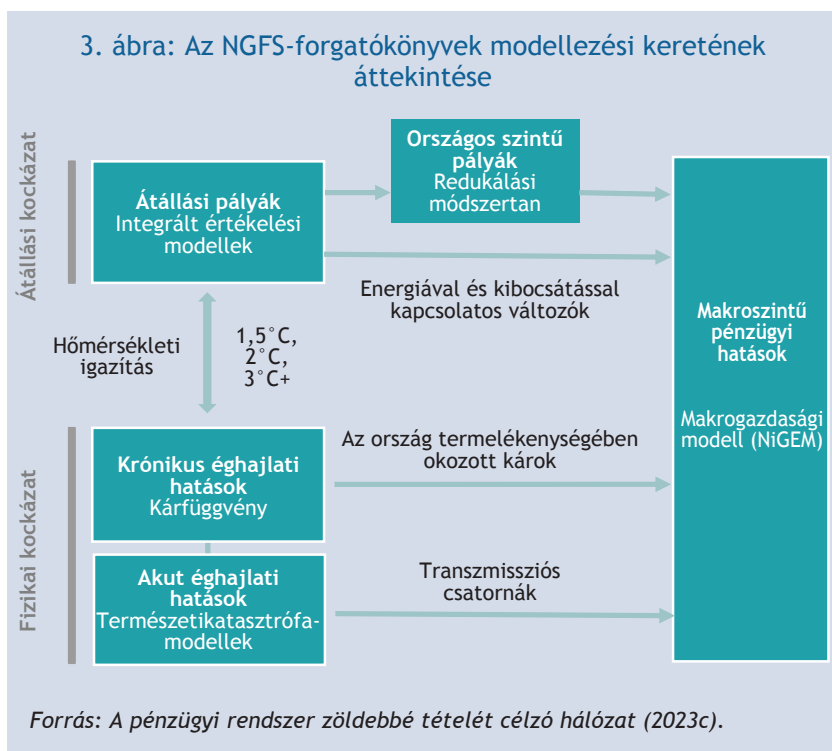 3. ábra: Az NGFS-forgatókönyvek modellezési keretének
áttekintése
Átállási kockázat
Átállási pályák
Integrált értékelési
modellek
Országos szintű
pályák
Redukálási
módszertan
Energiával és kibocsátással
kapcsolatos változók
Hőmérsékleti
igazítás
1,5°C,
2°C,
3°C+
Makroszintű
pénzügyi
hatások
Makrogazdasági
modell (NiGEM)
Fizikai kockázat
Krónikus éghajlati
hatások
Kárfüggvény
Az ország termelékenységében
okozott károk
Akut éghajlati
hatások
Természetikatasztrófa-
modellek
Transzmissziós
csatornák
Forrás: A pénzügyi rendszer zöldebbé tételét célzó hálózat (2023c).